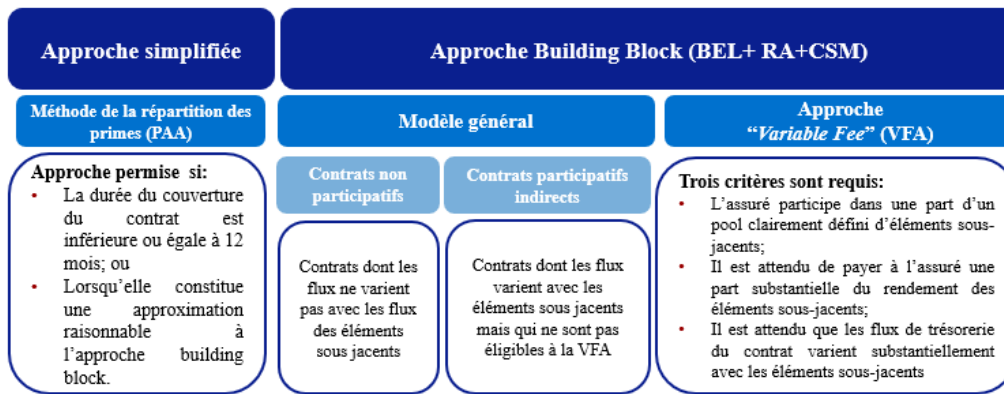 Approche simplifiée
Approche Building Block (BEL+ RA+CSM)
Méthode de la répartition des
primes (PAA)
Modèle général
Approche
“Variable Fee” (VFA)
Approche permise si:
• La durée du couverture
du contrat est
inférieure ou égale à 12
mois; ou
• Lorsqu’elle constitue
une approximation
raisonnable à
l’approche building
block.
Contrats non
participatifs
Contrats dont les
flux ne varient
pas avec les flux
des éléments
sous jacents
Contrats participatifs
indirects
Contrats dont les flux
varient avec les
éléments sous jacents
mais qui ne sont pas
éligibles à la VFA
Trois critères sont requis:
• L’assuré participe dans une part d’un
pool clairement défini d’éléments sous-
jacents;
• Il est attendu de payer à l’assuré une
part substantielle du rendement des
éléments sous-jacents;
• Il est attendu que les flux de trésorerie
du contrat varient substantiellement
avec les éléments sous-jacents